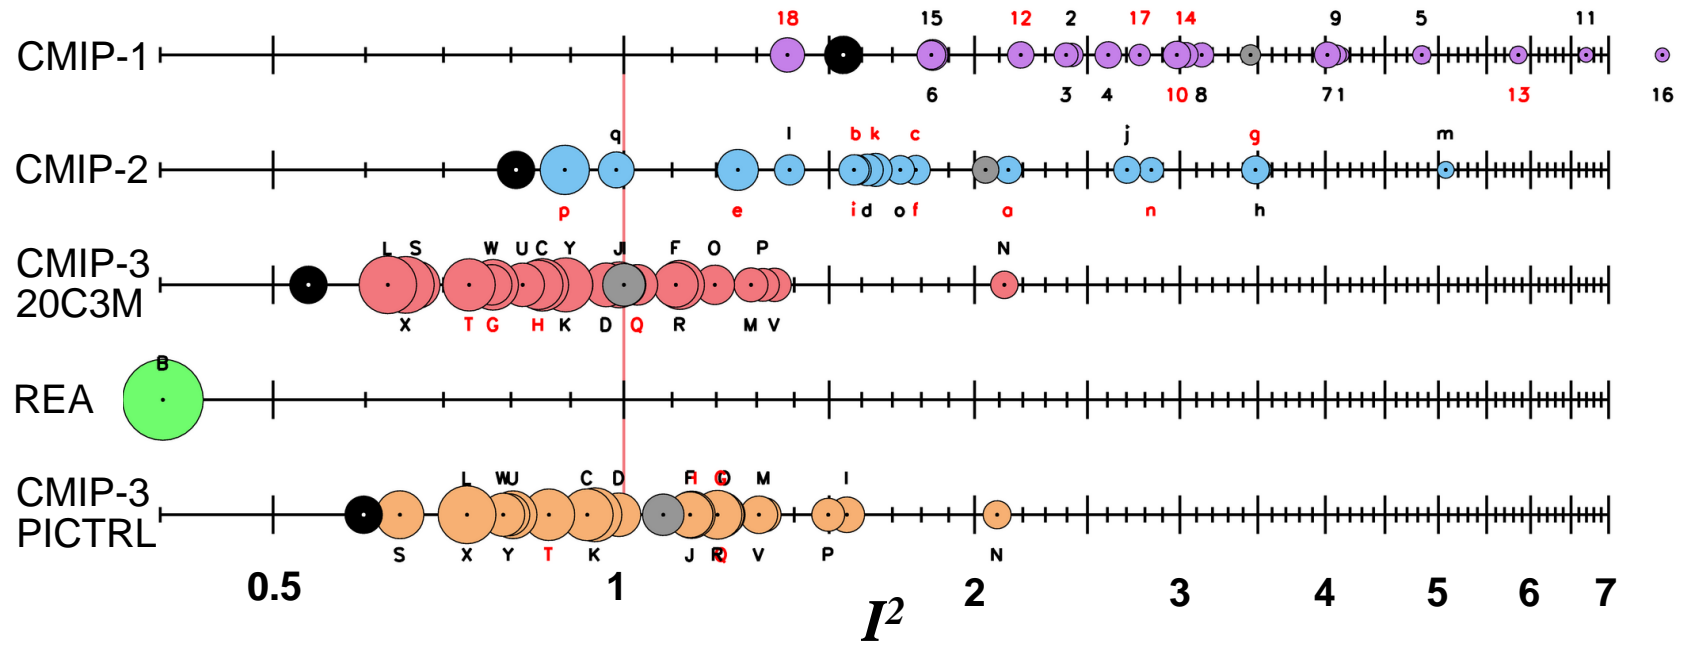 18 15 12 2 17 14 9 5 11
CMIP-1
6 3 4 10 8 7 1 13 16
q l b k c j g m
CMIP-2
p e i d o f a n h
L S W U C Y J I F O P N
CMIP-3
20C3M
X T G H K D Q R M V
B
REA
L W U C D F I G O M I
CMIP-3
PICTRL
S X Y T K J R Q V P N
0.5 1 2 3 4 5 6 7
I²